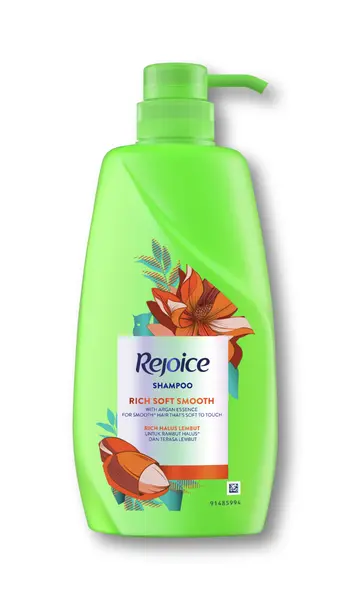 Rejoice
SHAMPOO
RICH SOFT SMOOTH
WITH ARGAN ESSENCE
FOR SMOOTH* HAIR THAT'S SOFT TO TOUCH
RICH HALUS LEMBUT
UNTUK RAMBUT HALUS*
DAN TERASA LEMBUT
91485994